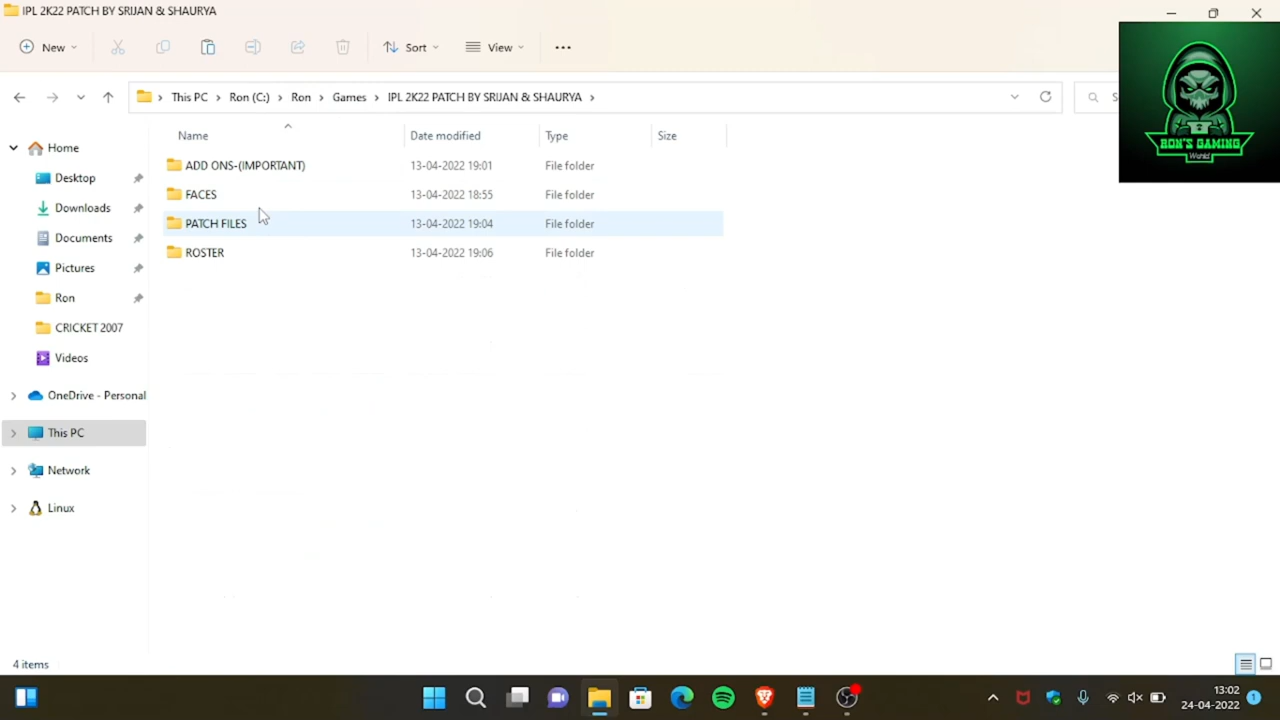 IPL 2K22 PATCH BY SRIJAN & SHAURYA
New
Sort
View
This PC > Ron (C:) > Ron > Games > IPL 2K22 PATCH BY SRIJAN & SHAURYA >
S
RON'S GAMING
World
Name Date modified Type Size
ADD ONS-(IMPORTANT) 13-04-2022 19:01 File folder
FACES 13-04-2022 18:55 File folder
PATCH FILES 13-04-2022 19:04 File folder
ROSTER 13-04-2022 19:06 File folder
Home
Desktop
Downloads
Documents
Pictures
Ron
CRICKET 2007
Videos
OneDrive - Personal
This PC
Network
Linux
4 items
13:02
24-04-2022
1